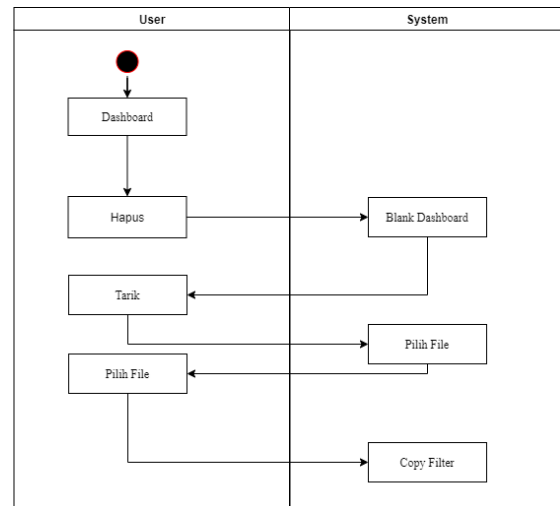 User
System
Dashboard
Hapus
Blank Dashboard
Tarik
Pilih File
Pilih File
Copy Filter